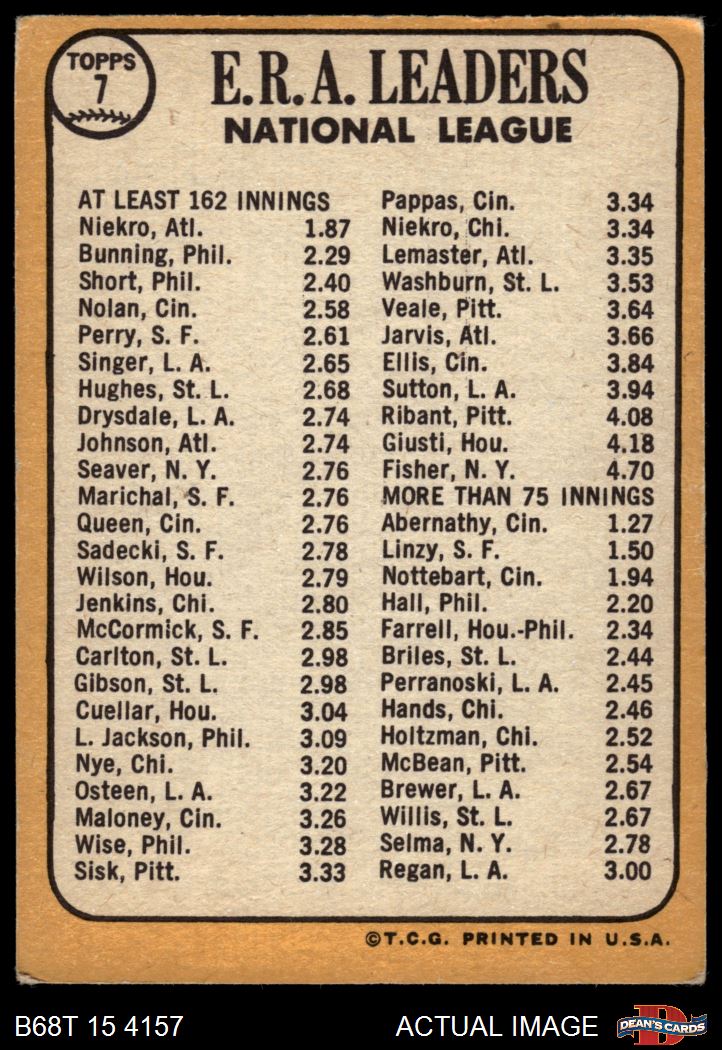 TOPPS
7
E.R.A. LEADERS
NATIONAL LEAGUE
AT LEAST 162 INNINGS
Niekro, Atl. 1.87
Bunning, Phil. 2.29
Short, Phil. 2.40
Nolan, Cin. 2.58
Perry, S. F. 2.61
Singer, L. A. 2.65
Hughes, St. L. 2.68
Drysdale, L. A. 2.74
Johnson, Atl. 2.74
Seaver, N. Y. 2.76
Marichal, S. F. 2.76
Queen, Cin. 2.76
Sadecki, S. F. 2.78
Wilson, Hou. 2.79
Jenkins, Chi. 2.80
McCormick, S. F. 2.85
Carlton, St. L. 2.98
Gibson, St. L. 2.98
Cuellar, Hou. 3.04
L. Jackson, Phil. 3.09
Nye, Chi. 3.20
Osteen, L. A. 3.22
Maloney, Cin. 3.26
Wise, Phil. 3.28
Sisk, Pitt. 3.33
Pappas, Cin. 3.34
Niekro, Chi. 3.34
Lemaster, Atl. 3.35
Washburn, St. L. 3.53
Veale, Pitt. 3.64
Jarvis, Atl. 3.66
Ellis, Cin. 3.84
Sutton, L. A. 3.94
Ribant, Pitt. 4.08
Giusti, Hou. 4.18
Fisher, N. Y. 4.70
MORE THAN 75 INNINGS
Abernathy, Cin. 1.27
Linzy, S. F. 1.50
Nottebart, Cin. 1.94
Hall, Phil. 2.20
Farrell, Hou.-Phil. 2.34
Briles, St. L. 2.44
Perranoski, L. A. 2.45
Hands, Chi. 2.46
Holtzman, Chi. 2.52
McBean, Pitt. 2.54
Brewer, L. A. 2.67
Willis, St. L. 2.67
Selma, N. Y. 2.78
Regan, L. A. 3.00
©T.C.G. PRINTED IN U.S.A.
B68T 15 4157
ACTUAL IMAGE
D
DEAN'S CARDS